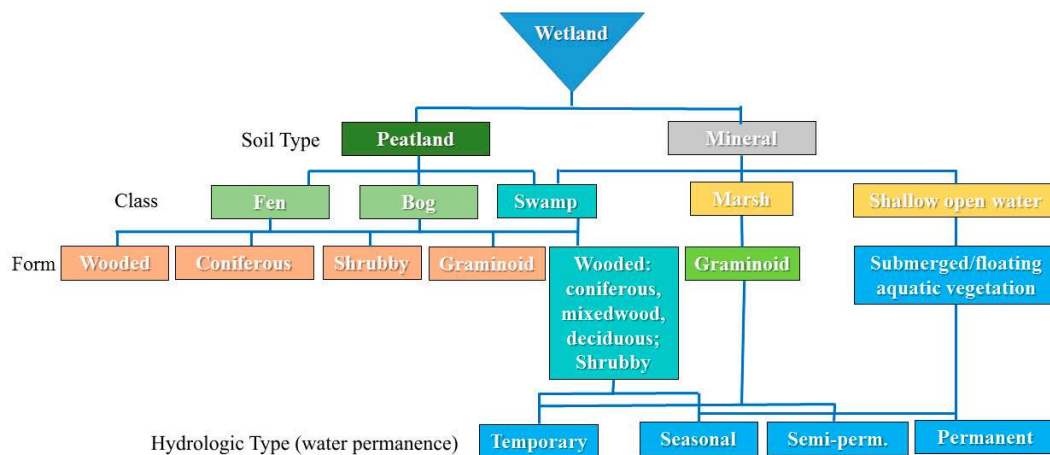 Wetland
Soil Type
Peatland
Mineral
Class
Fen
Bog
Swamp
Marsh
Shallow open water
Form
Wooded
Coniferous
Shrubby
Graminoid
Wooded:
coniferous,
mixedwood,
deciduous;
Shrubby
Graminoid
Submerged/floating
aquatic vegetation
Hydrologic Type (water permanence)
Temporary
Seasonal
Semi-perm.
Permanent